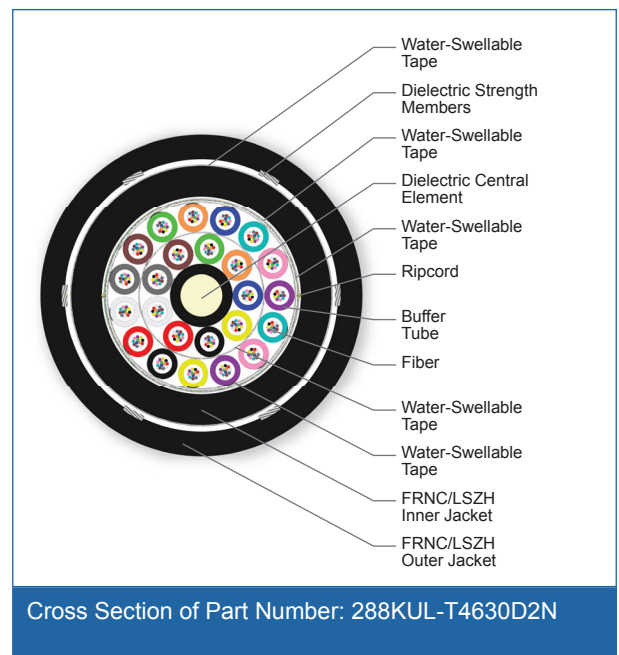 Water-Swellable
Tape
Dielectric Strength
Members
Water-Swellable
Tape
Dielectric Central
Element
Water-Swellable
Tape
Ripcord
Buffer
Tube
Fiber
Water-Swellable
Tape
Water-Swellable
Tape
FRNC/LSZH
Inner Jacket
FRNC/LSZH
Outer Jacket
Cross Section of Part Number: 288KUL-T4630D2N